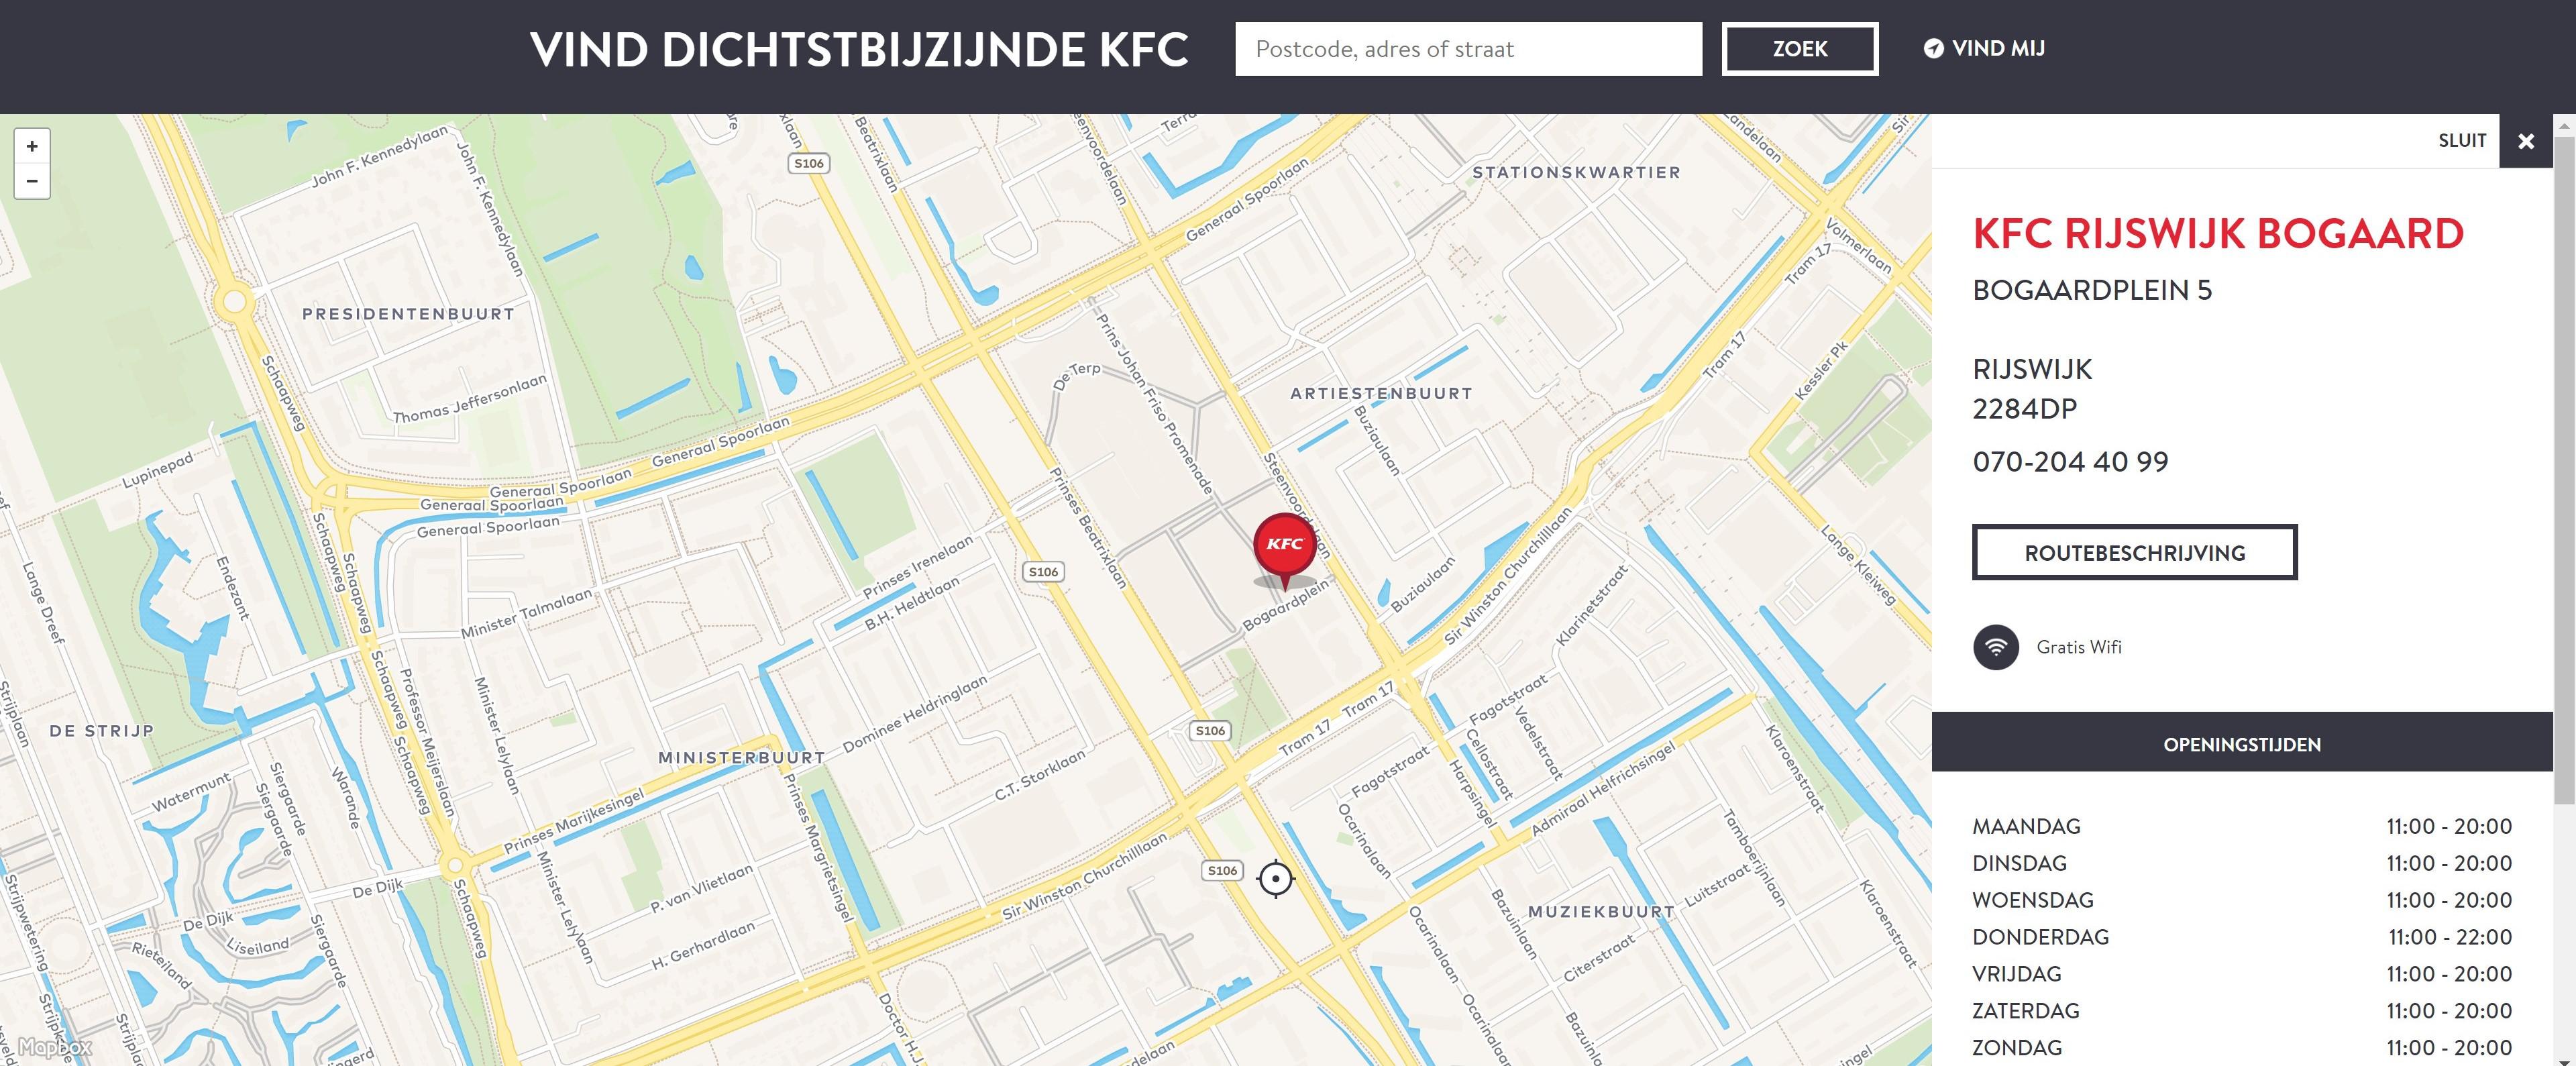 VIND DICHTSTBIJZIJNDE KFC
Postcode, adres of straat
ZOEK
VIND MIJ
+
−
SLUIT
KFC RIJSWIJK BOGAARD
BOGAARDPLEIN 5
RIJSWIJK
2284DP
070-204 40 99
ROUTEBESCHRIJVING
Gratis Wifi
OPENINGSTIJDEN
MAANDAG 11:00 - 20:00
DINSDAG 11:00 - 20:00
WOENSDAG 11:00 - 20:00
DONDERDAG 11:00 - 22:00
VRIJDAG 11:00 - 20:00
ZATERDAG 11:00 - 20:00
ZONDAG 11:00 - 20:00
John F. Kennedylaan
John F. Kennedylaan
S106
Beatrixlaan
Generaal Spoorlaan
STATIONSKWARTIER
Volmerlaan
Tram 17
PRESIDENTENBUURT
Schaapweg
Thomas Jeffersonlaan
De Terp
Prins Johan Friso Promenade
ARTIESTENBUURT
Tram 17
Kessler Pk
Buziaulaan
Lupinepad
Generaal Spoorlaan
Generaal Spoorlaan
Generaal Spoorlaan
Generaal Spoorlaan
Schaapweg
Schaapweg
Prinses Beatrixlaan
KFC
Lange Kleiweg
Lange Dreef
Endezant
Minister Talmalaan
Prinses Irenelaan
B.H. Heldtlaan
S106
Bogaardplein
Buziaulaan
Sir Winston Churchilllaan
Klarinetstraat
Strijplaan
DE STRIJP
Schaapweg
Schaapweg
Professor Meijerslaan
Minister Lelylaan
MINISTERBUURT
Dominee Heldringlaan
C.T. Storklaan
S106
Tram 17
Tram 17
Fagotstraat
Vedelstraat
Cellostraat
Harpsingel
Fagotstraat
Admiraal Helfrichsingel
Klaroenstraat
Watermunt
Siergaarde
Siergaarde
Warande
Prinses Marijkesingel
Prinses Margrietsingel
Ocarinalaan
Tamboerijnlaan
De Dijk
De Dijk
Schaapweg
Minister Lelylaan
P. van Vlietlaan
Sir Winston Churchilllaan
S106
MUZIEKBUURT
Luitstraat
Klaroenstraat
Strijpwetering
Rieteiland
Liseiland
Siergaarde
H. Gerhardlaan
Ocarinalaan
Bazuinlaan
Citerstraat
Ocarinalaan
Doctor H.J.
Mapbox